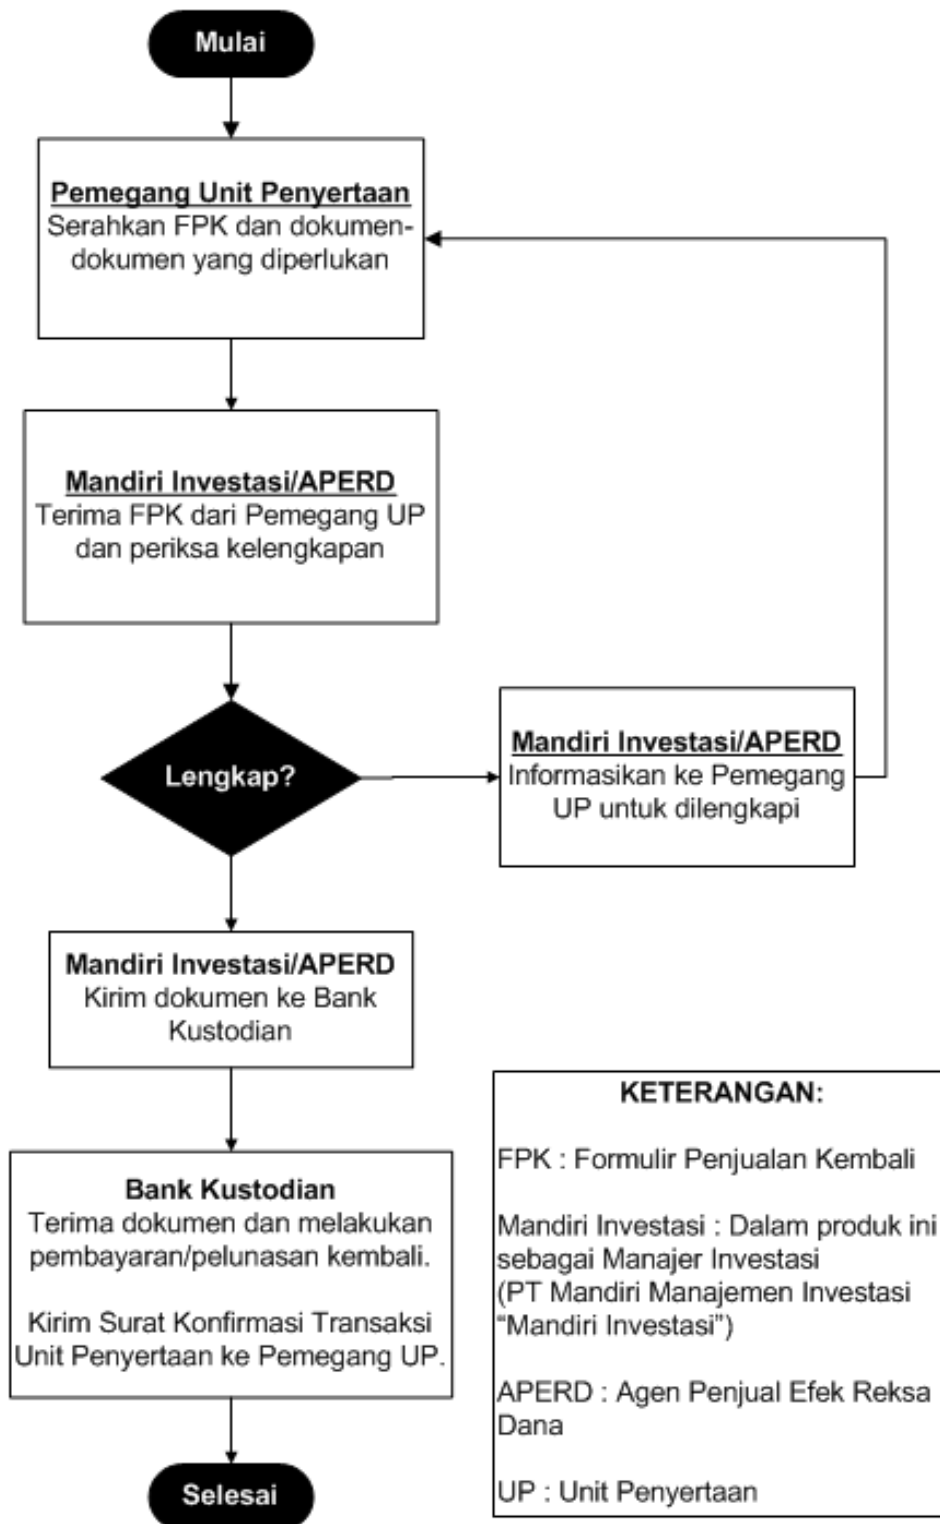 Mulai
Pemegang Unit Penyertaan
Serahkan FPK dan dokumen-
dokumen yang diperlukan
Mandiri Investasi/APERD
Terima FPK dari Pemegang UP
dan periksa kelengkapan
Lengkap?
Mandiri Investasi/APERD
Informasikan ke Pemegang
UP untuk dilengkapi
Mandiri Investasi/APERD
Kirim dokumen ke Bank
Kustodian
Bank Kustodian
Terima dokumen dan melakukan
pembayaran/pelunasan kembali.
Kirim Surat Konfirmasi Transaksi
Unit Penyertaan ke Pemegang UP.
Selesai
KETERANGAN:
FPK : Formulir Penjualan Kembali
Mandiri Investasi : Dalam produk ini
sebagai Manajer Investasi
(PT Mandiri Manajemen Investasi
“Mandiri Investasi”)
APERD : Agen Penjual Efek Reksa
Dana
UP : Unit Penyertaan